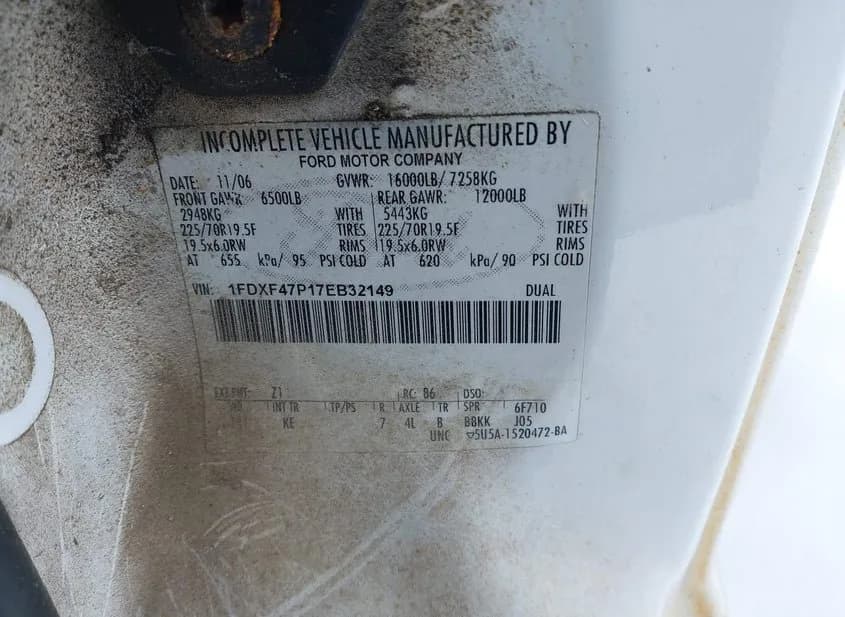 INCOMPLETE VEHICLE MANUFACTURED BY
FORD MOTOR COMPANY
DATE: 11/06 GVWR: 16000LB/ 7258KG
FRONT GAWR: 6500LB REAR GAWR: 12000LB
2948KG WITH 5443KG WITH
225/70R19.5F TIRES 225/70R19.5F TIRES
19.5x6.0RW RIMS 19.5x6.0RW RIMS
AT 655 kPa/ 95 PSI COLD AT 620 kPa/ 90 PSI COLD
VIN: 1FDXF47P17EB32149 DUAL
EXT PNT: Z1 RC: B6 DSO:
INT TR TP/PS R AXLE TR SPR 6F710
KE 7 4L B BBKK J05
UNC ▽5U5A-1520472-BA